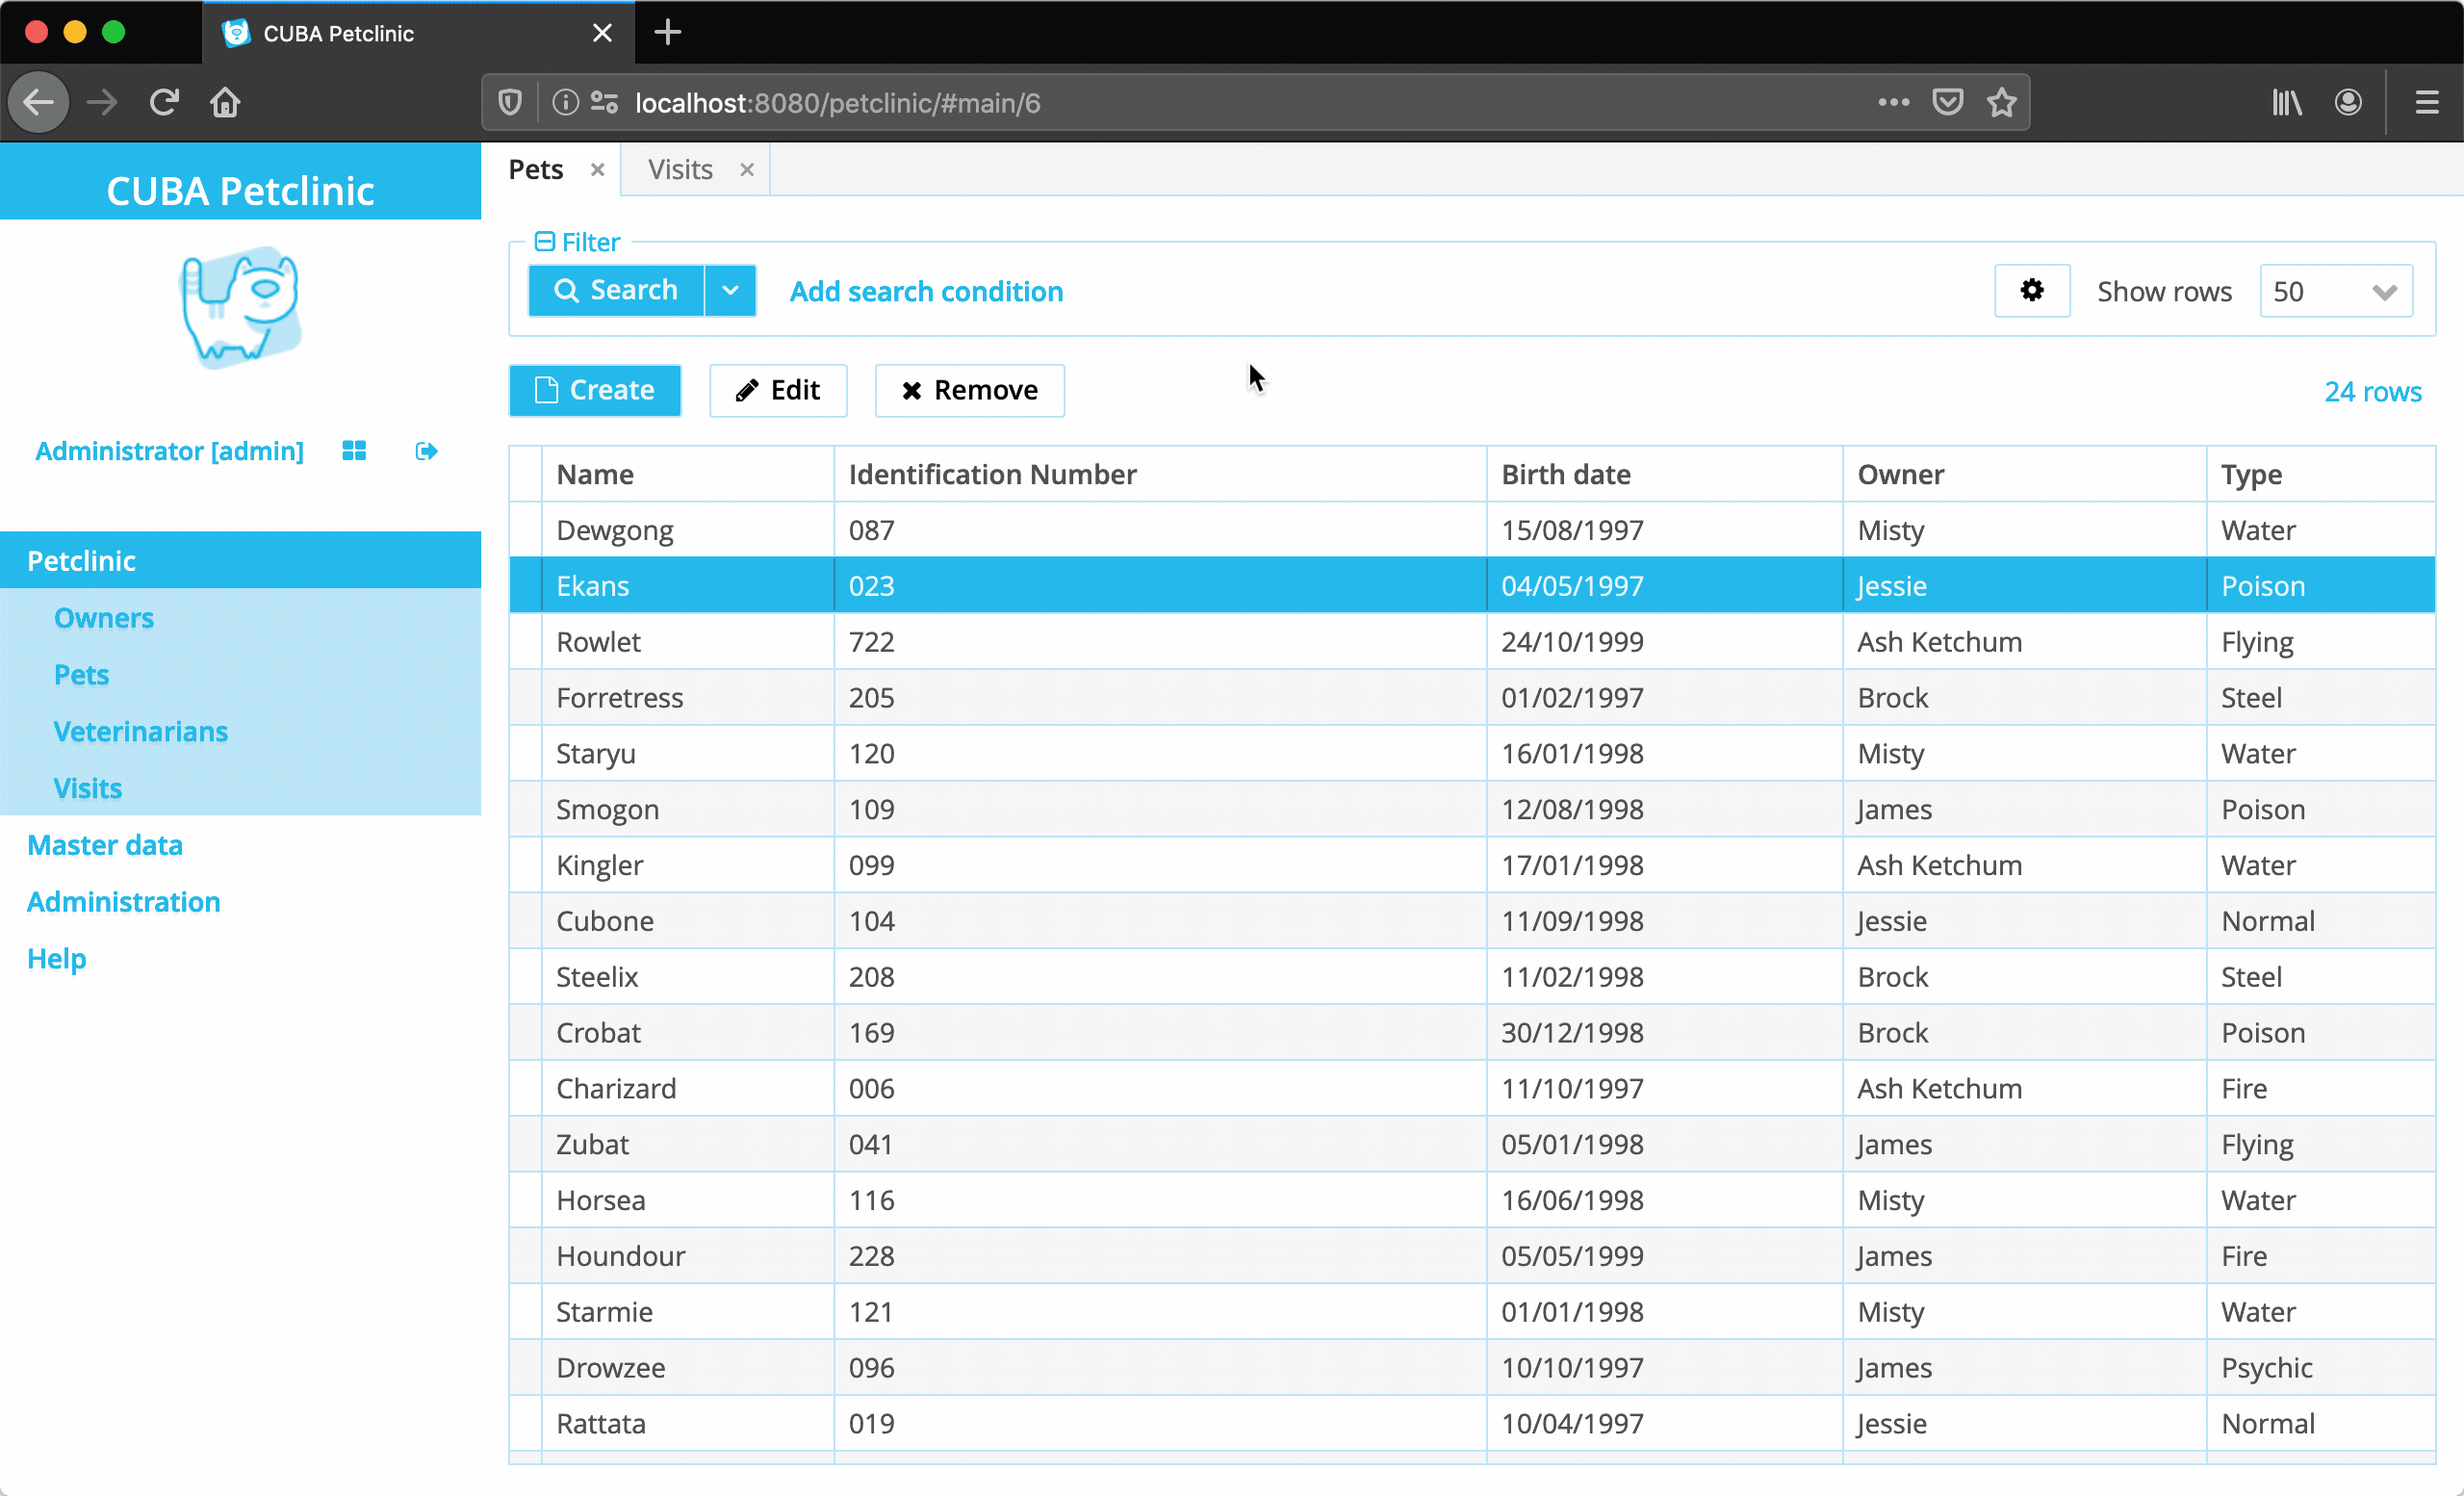 CUBA Petclinic
localhost:8080/petclinic/#main/6
CUBA Petclinic
Administrator [admin]
Petclinic
Owners
Pets
Veterinarians
Visits
Master data
Administration
Help
Pets Visits
Filter
Search Add search condition Show rows 50
Create Edit Remove 24 rows
Name Identification Number Birth date Owner Type
Dewgong 087 15/08/1997 Misty Water
Ekans 023 04/05/1997 Jessie Poison
Rowlet 722 24/10/1999 Ash Ketchum Flying
Forretress 205 01/02/1997 Brock Steel
Staryu 120 16/01/1998 Misty Water
Smogon 109 12/08/1998 James Poison
Kingler 099 17/01/1998 Ash Ketchum Water
Cubone 104 11/09/1998 Jessie Normal
Steelix 208 11/02/1998 Brock Steel
Crobat 169 30/12/1998 Brock Poison
Charizard 006 11/10/1997 Ash Ketchum Fire
Zubat 041 05/01/1998 James Flying
Horsea 116 16/06/1998 Misty Water
Houndour 228 05/05/1999 James Fire
Starmie 121 01/01/1998 Misty Water
Drowzee 096 10/10/1997 James Psychic
Rattata 019 10/04/1997 Jessie Normal